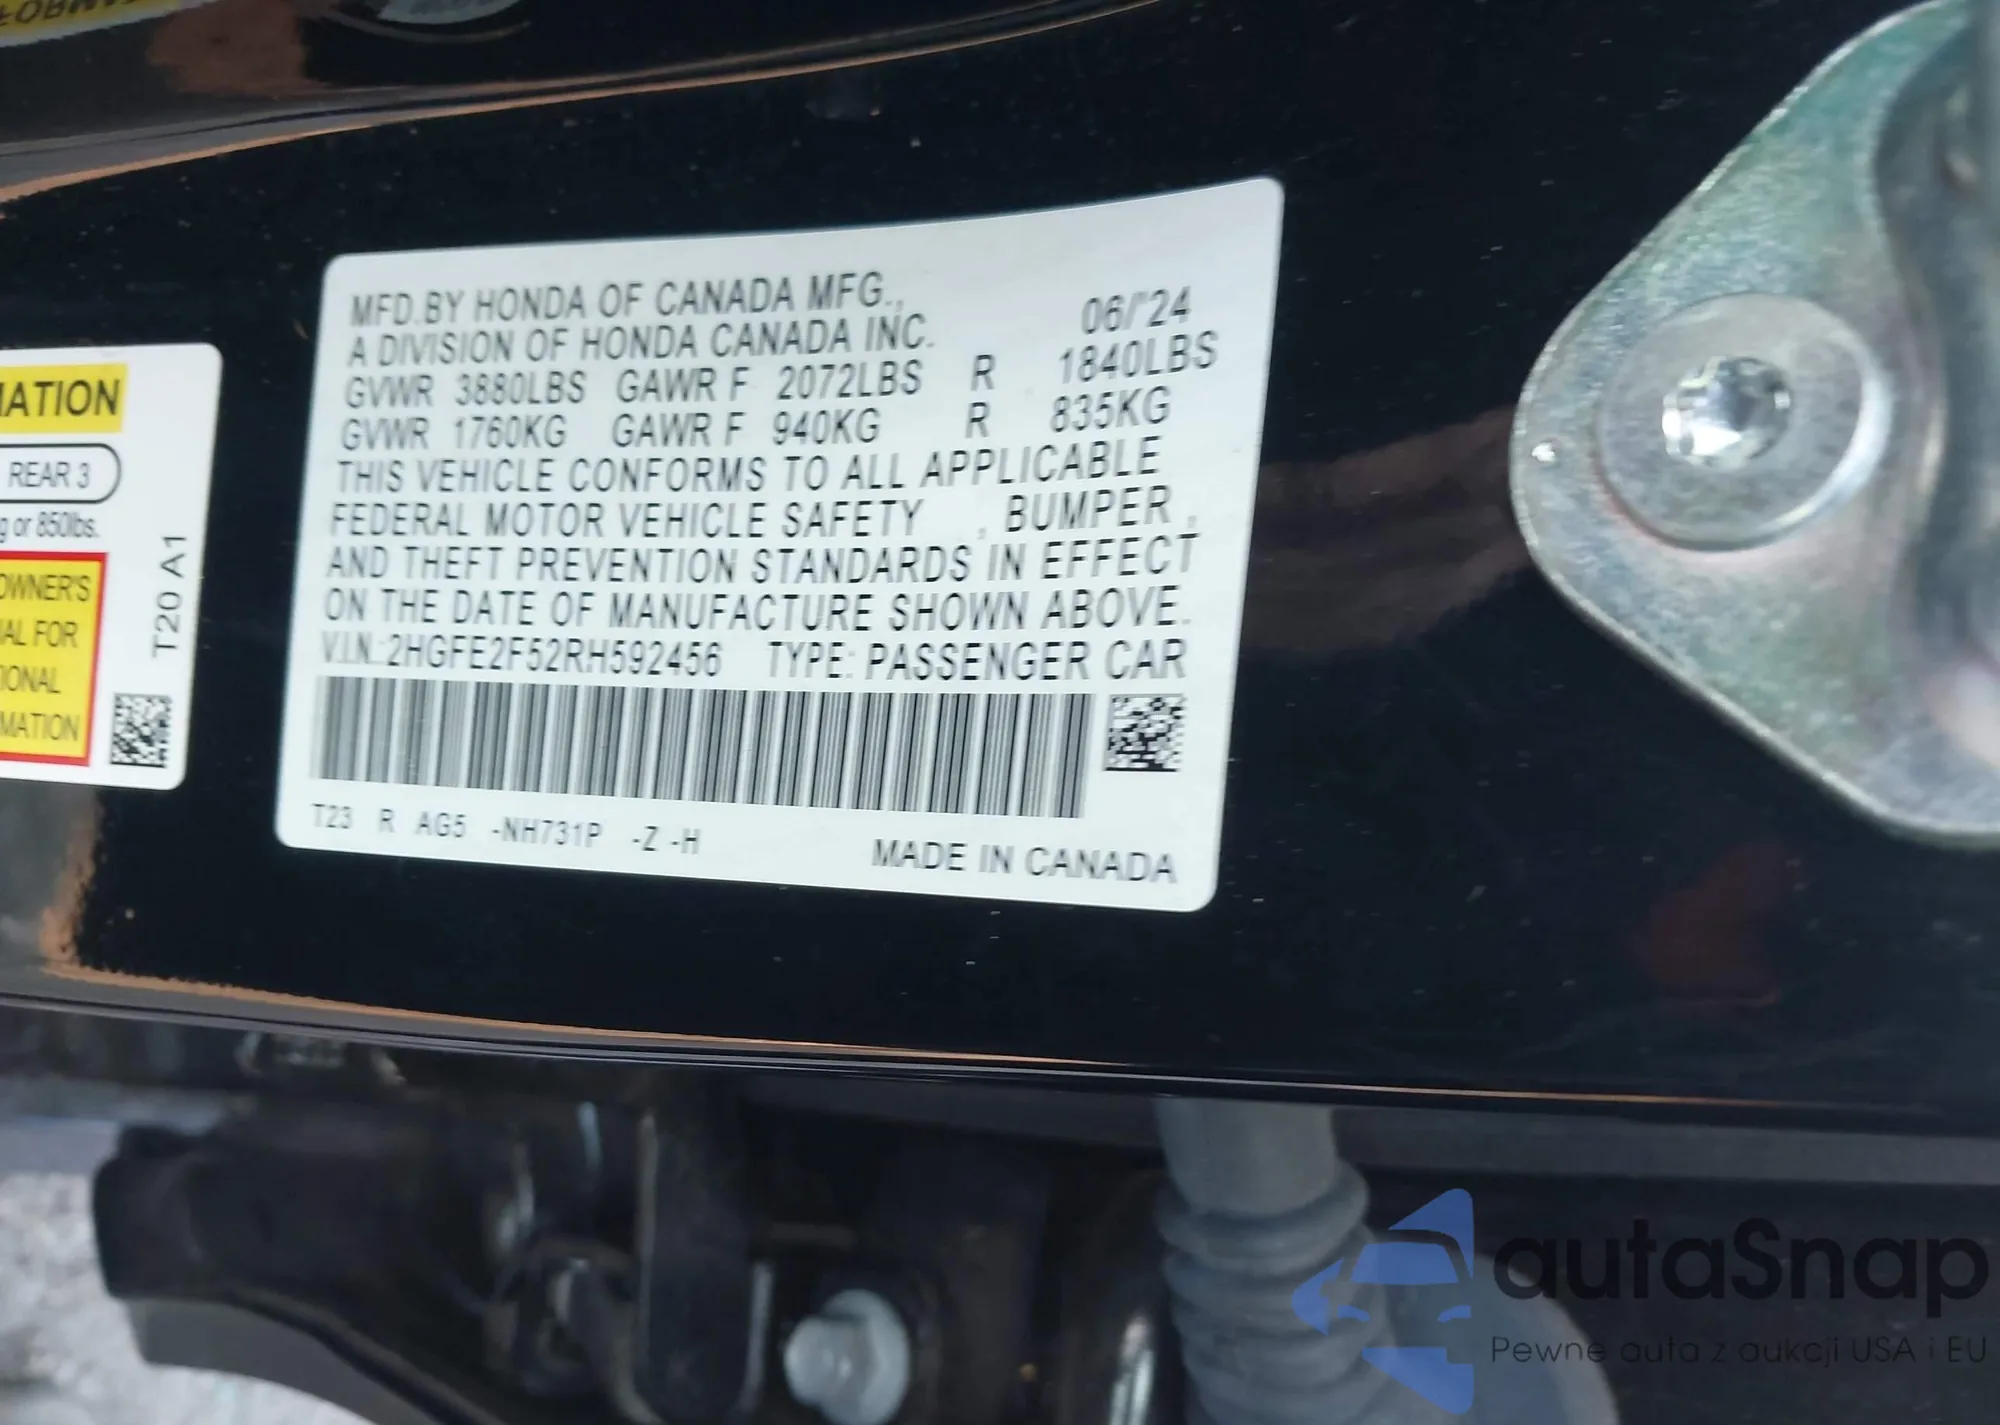 MATION
REAR 3
g or 850lbs.
OWNER'S
AL FOR
IONAL
MATION
T20 A1
MFD.BY HONDA OF CANADA MFG., 06/'24
A DIVISION OF HONDA CANADA INC.
GVWR 3880LBS GAWR F 2072LBS R 1840LBS
GVWR 1760KG GAWR F 940KG R 835KG
THIS VEHICLE CONFORMS TO ALL APPLICABLE
FEDERAL MOTOR VEHICLE SAFETY , BUMPER ,
AND THEFT PREVENTION STANDARDS IN EFFECT
ON THE DATE OF MANUFACTURE SHOWN ABOVE.
V.I.N.:2HGFE2F52RH592456 TYPE: PASSENGER CAR
T23 R AG5 -NH731P -Z -H
MADE IN CANADA
autaSnap
Pewne auta z aukcji USA i EU